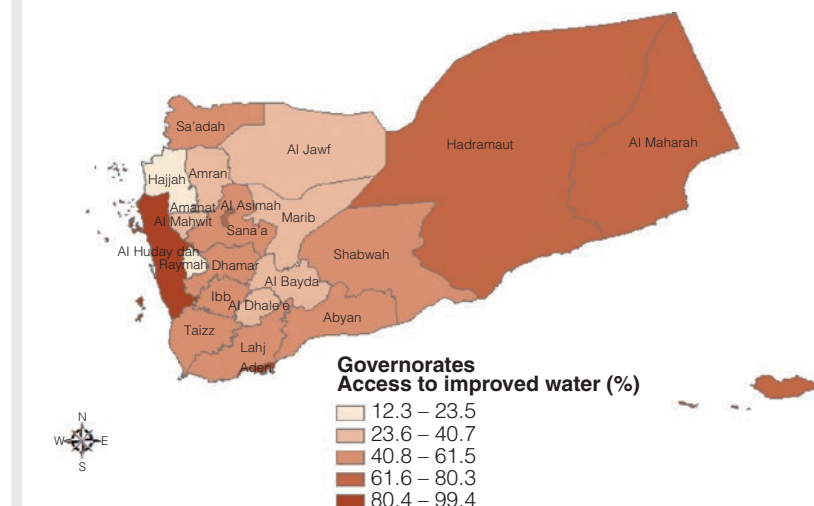 Sa'adah
Al Jawf
Hadramaut
Al Maharah
Hajjah
Amran
Amanat
Al Asimah
Al Mahwit
Sana'a
Marib
Al Huday dah
Raymah
Dhamar
Shabwah
Al Bayda
Ibb
Al Dhale'e
Abyan
Taizz
Lahj
Aden
Governorates
Access to improved water (%)
12.3 – 23.5
23.6 – 40.7
40.8 – 61.5
61.6 – 80.3
80.4 – 99.4
N
W E
S